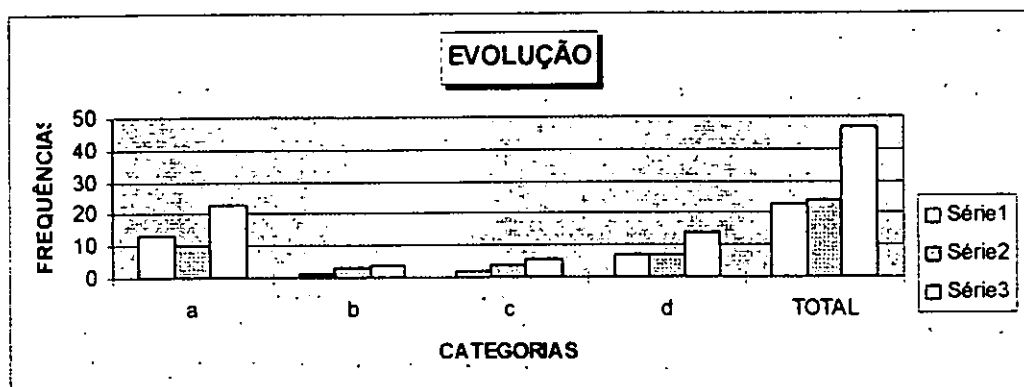 EVOLUÇÃO
FREQUÊNCIAS
50
40
30
20
10
0
a
b
c
d
TOTAL
CATEGORIAS
Série1
Série2
Série3